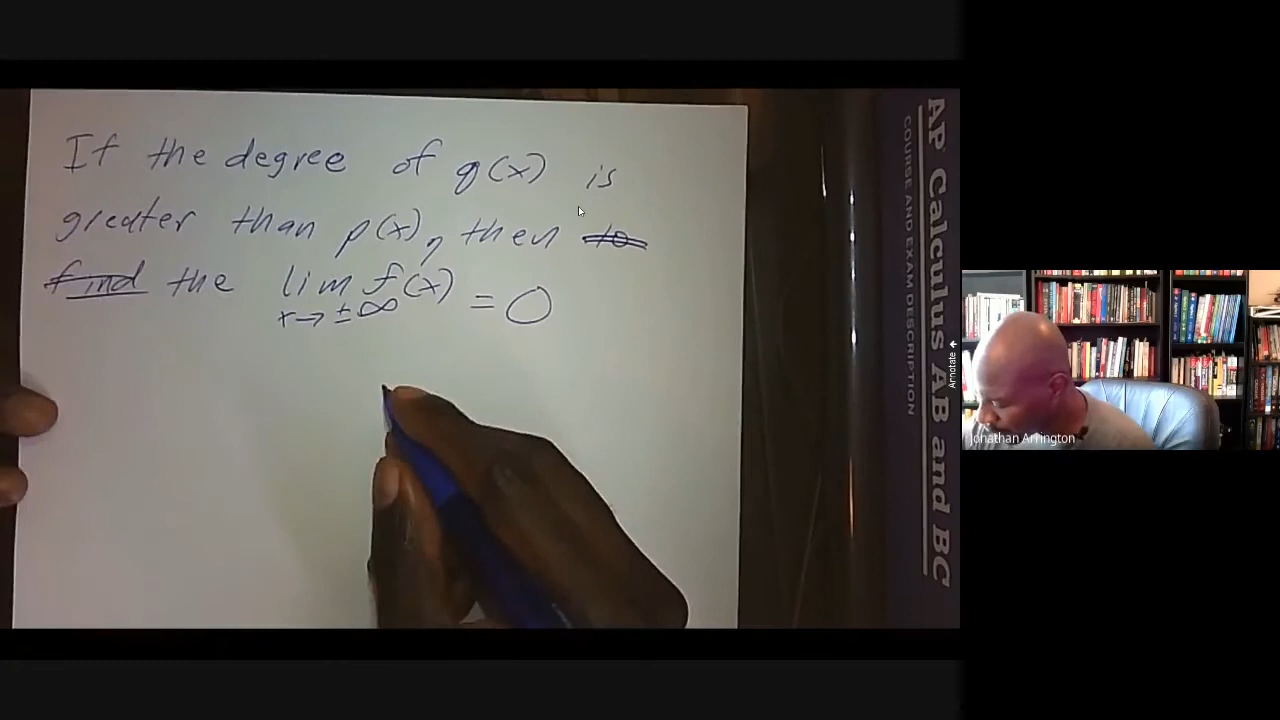 If the degree of q(x) is
greater than p(x), then to
find the lim f(x) = 0
x→ ±∞
AP Calculus AB and BC
COURSE AND EXAM DESCRIPTION
Annotate
Jonathan Arrington